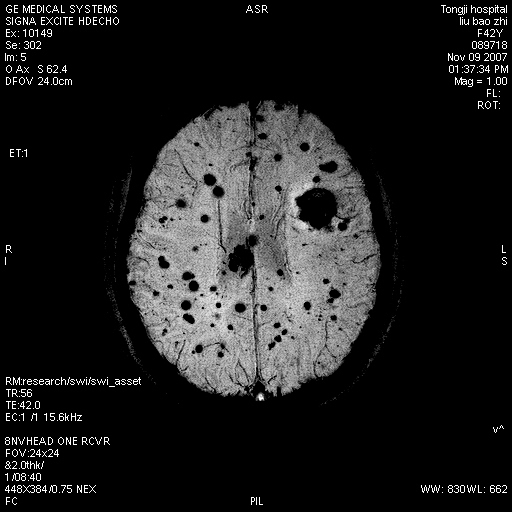 GE MEDICAL SYSTEMS
SIGNA EXCITE HDECHO
Ex: 10149
Se: 302
Im: 5
O Ax S 62.4
DFOV 24.0cm
ASR
Tongji hospital
liu bao zhi
F42Y
089718
Nov 09 2007
01:37:34 PM
Mag = 1.00
FL:
ROT:
ET:1
R
I
L
S
RM:research/swi/swi_asset
TR:56
TE:42.0
EC:1 /1 15.6kHz
8NVHEAD ONE RCVR
FOV:24x24
&2.0thk/
1/08:40
448X384/0.75 NEX
FC
PIL
v^
WW: 830WL: 662